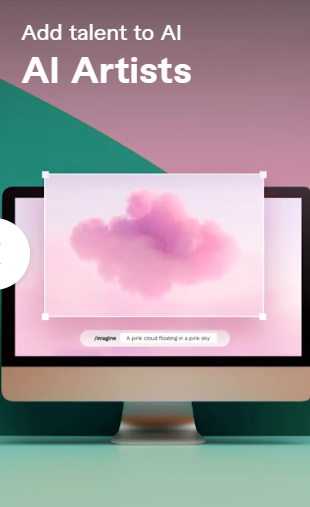 Add talent to AI
AI Artists
/imagine A pink cloud floating in a pink sky